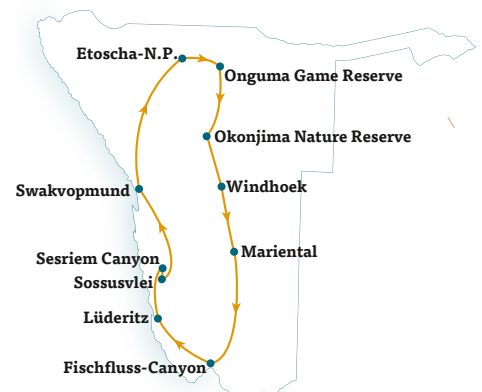 Etoscha-N.P.
Onguma Game Reserve
Okonjima Nature Reserve
Swakvopmund
Windhoek
Mariental
Sesriem Canyon
Sossusvlei
Lüderitz
Fischfluss-Canyon